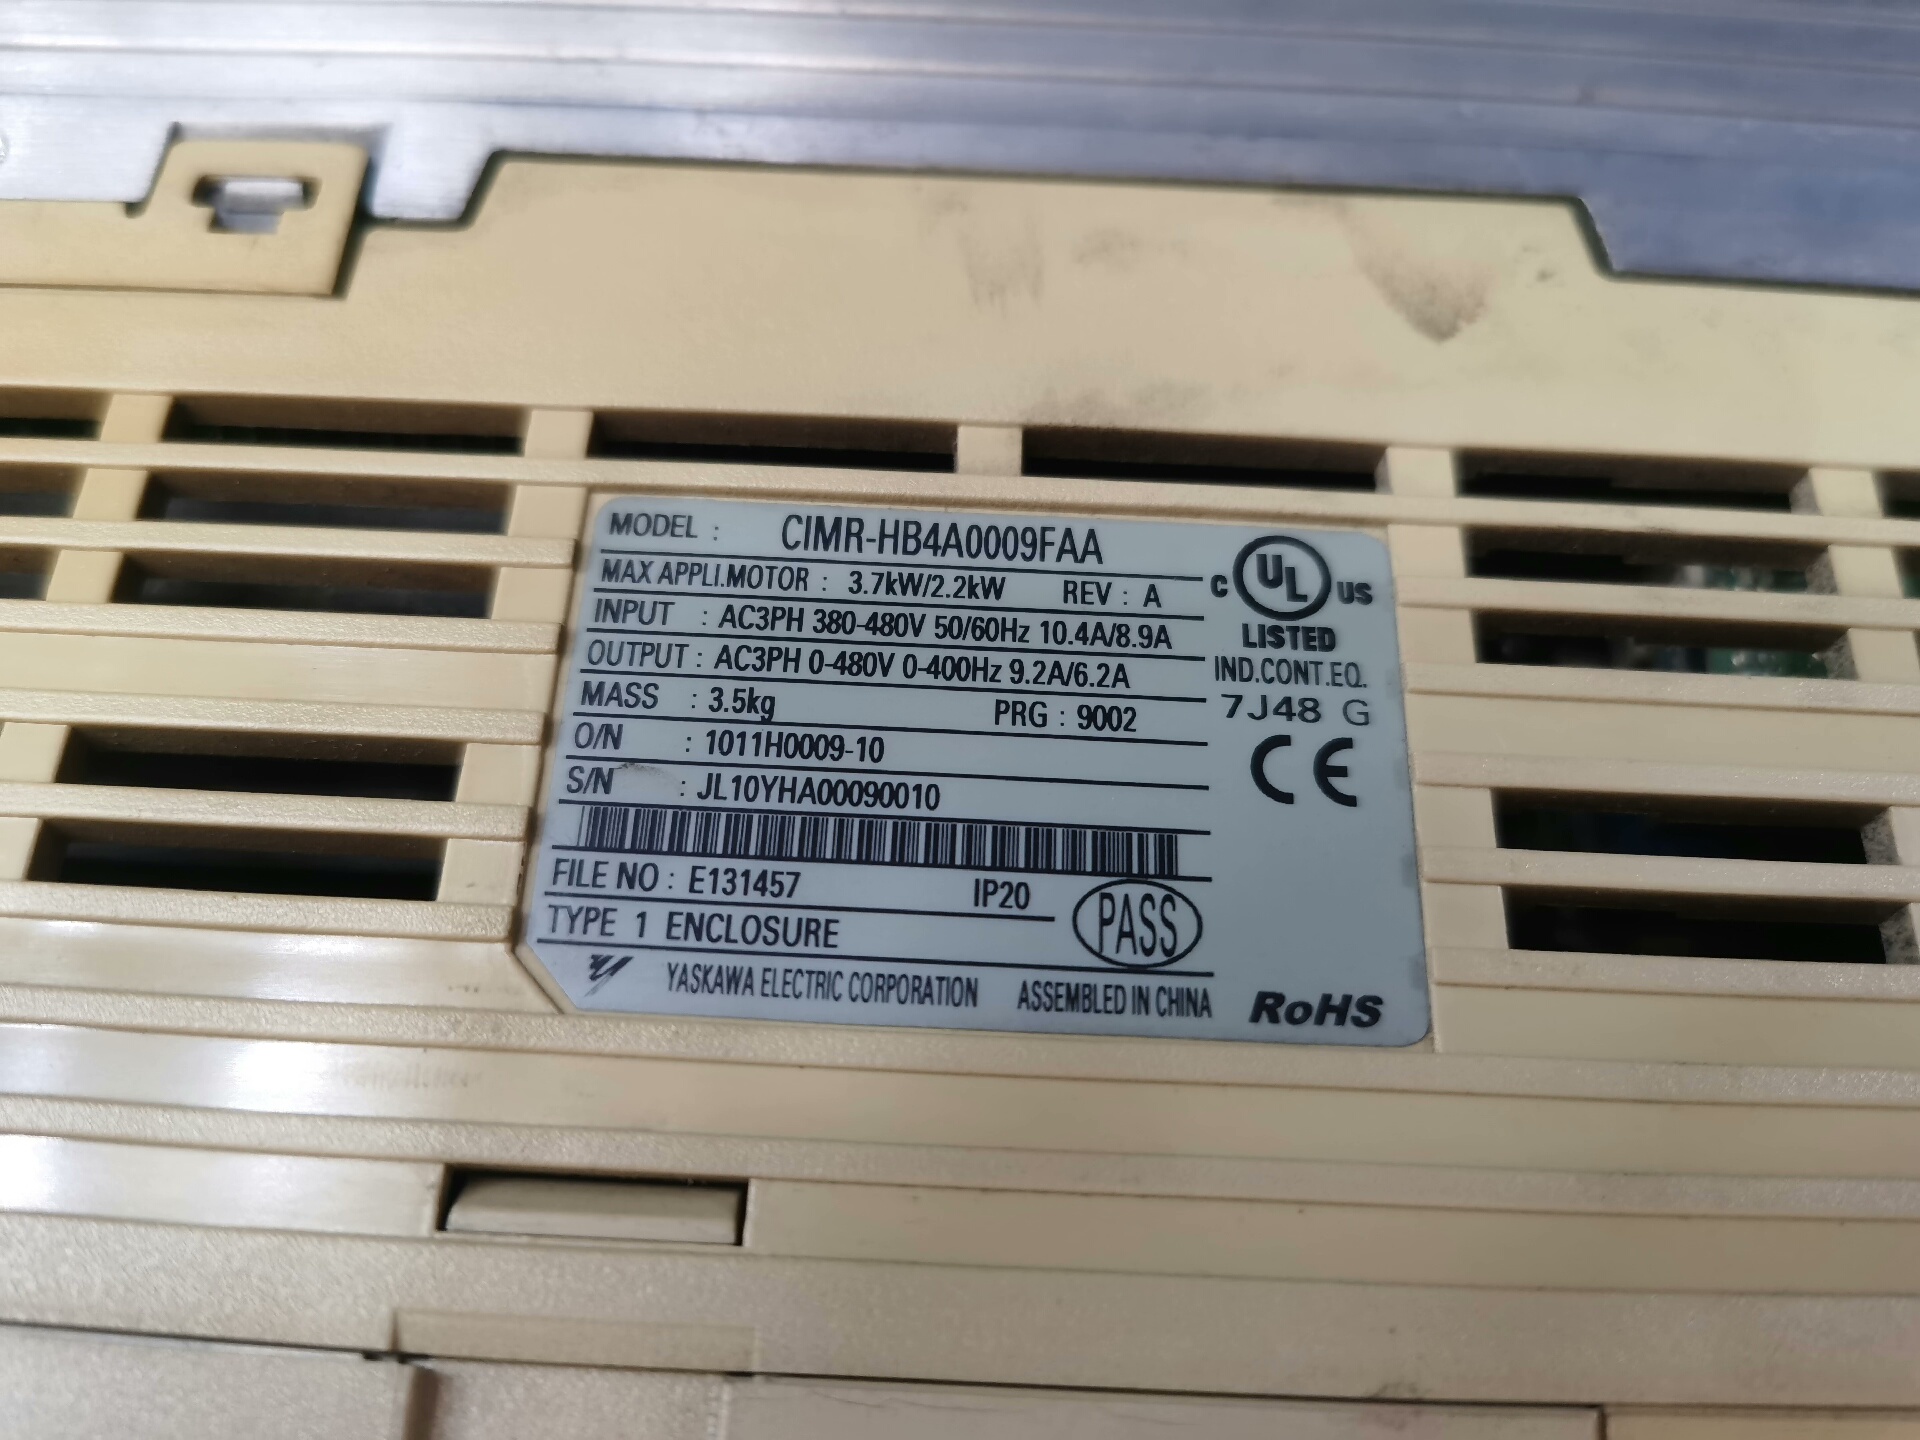 MODEL : CIMR-HB4A0009FAA
MAX APPLI.MOTOR : 3.7kW/2.2kW REV : A
INPUT : AC3PH 380-480V 50/60Hz 10.4A/8.9A
OUTPUT : AC3PH 0-480V 0-400Hz 9.2A/6.2A
MASS : 3.5kg PRG : 9002
O/N : 1011H0009-10
S/N : JL10YHA00090010
FILE NO : E131457 IP20
PASS
TYPE 1 ENCLOSURE
YASKAWA ELECTRIC CORPORATION ASSEMBLED IN CHINA
C UL US
LISTED
IND.CONT.EQ.
7J48 G
CE
RoHS